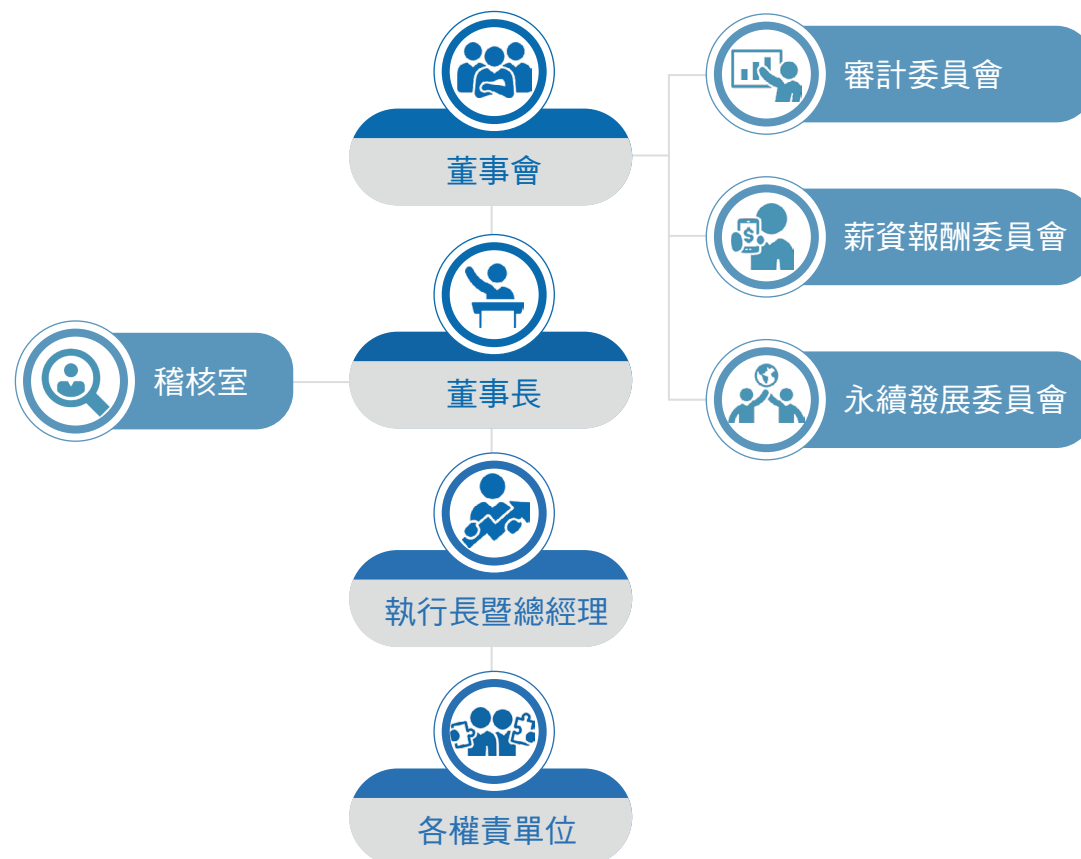 董事會
審計委員會
薪資報酬委員會
永續發展委員會
董事長
稽核室
執行長暨總經理
各權責單位